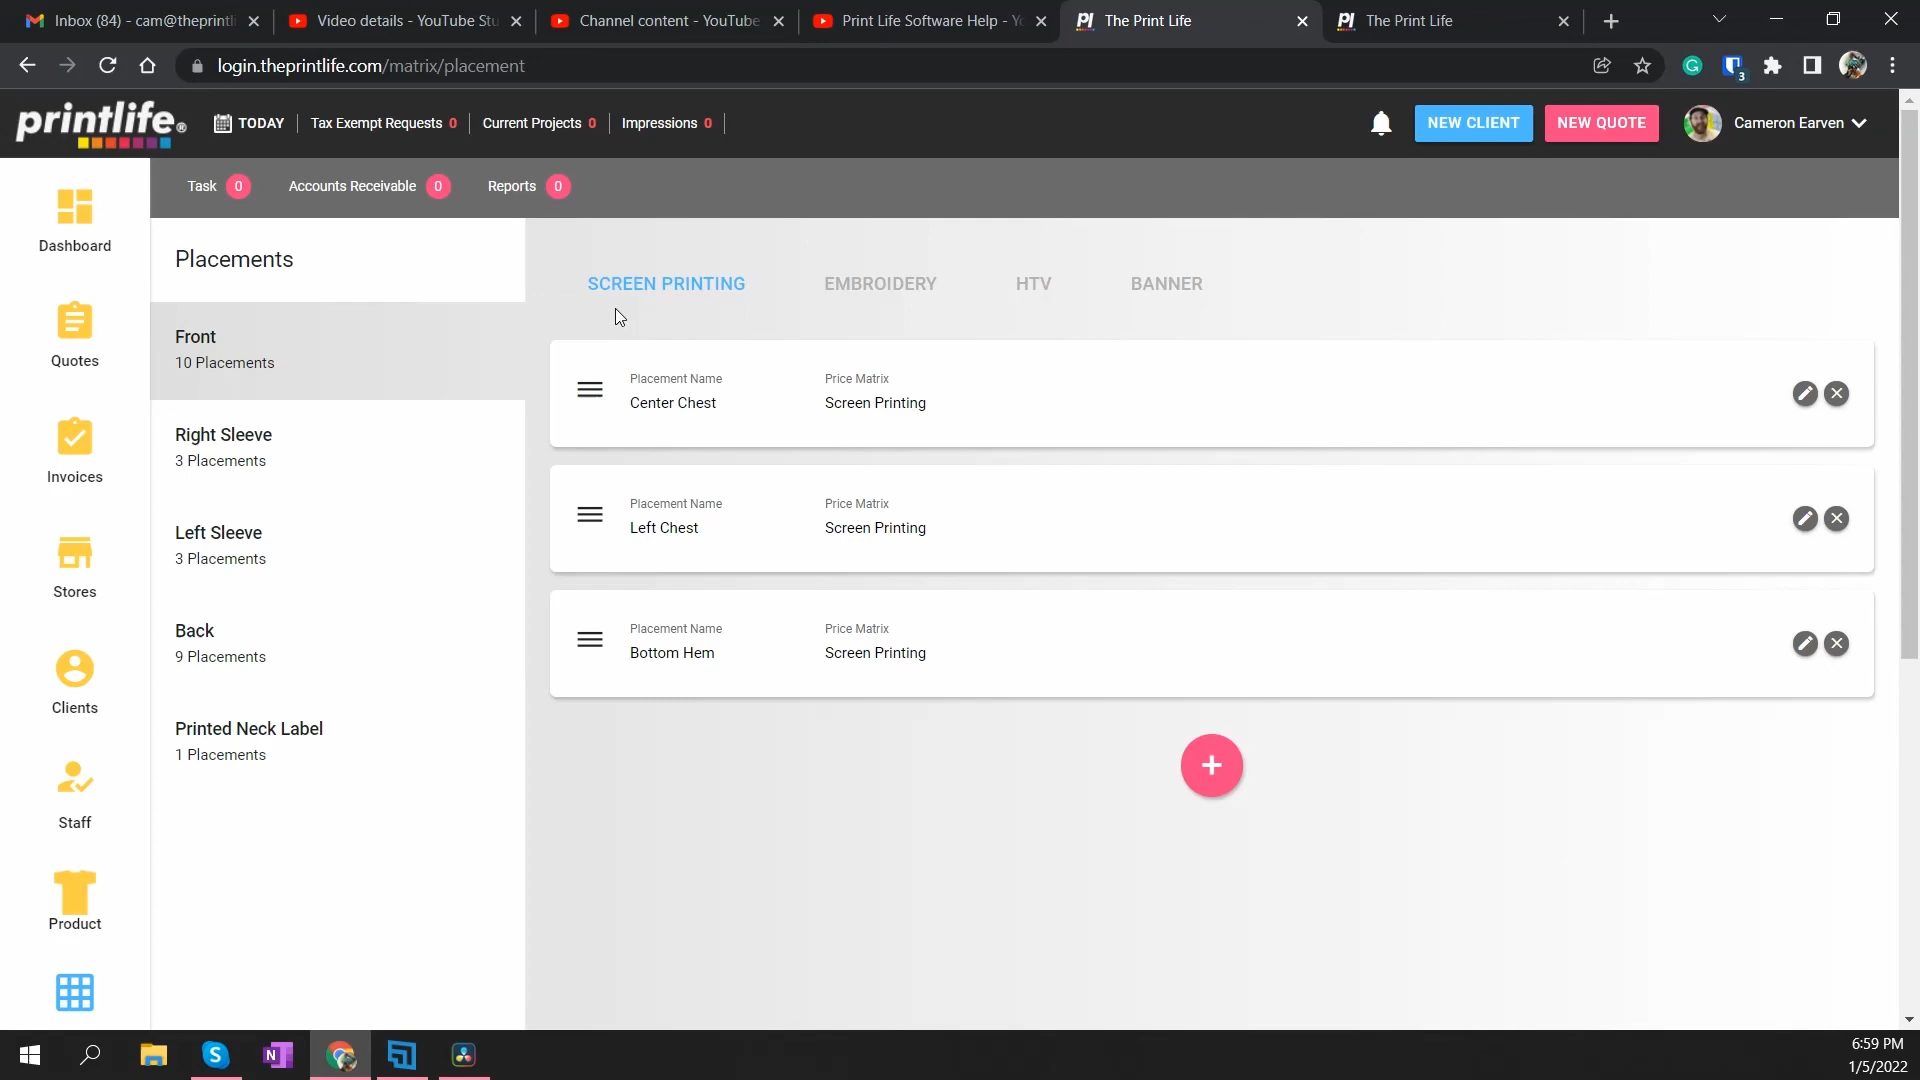 Inbox (84) - cam@theprintli
Video details - YouTube Stu
Channel content - YouTube
Print Life Software Help - Yo
The Print Life
The Print Life
login.theprintlife.com/matrix/placement
3
printlife®
TODAY
Tax Exempt Requests 0
Current Projects 0
Impressions 0
NEW CLIENT
NEW QUOTE
Cameron Earven
Task 0
Accounts Receivable 0
Reports 0
Dashboard
Quotes
Invoices
Stores
Clients
Staff
Product
Placements
Front
10 Placements
Right Sleeve
3 Placements
Left Sleeve
3 Placements
Back
9 Placements
Printed Neck Label
1 Placements
SCREEN PRINTING
EMBROIDERY
HTV
BANNER
Placement Name
Price Matrix
Center Chest
Screen Printing
Placement Name
Price Matrix
Left Chest
Screen Printing
Placement Name
Price Matrix
Bottom Hem
Screen Printing
6:59 PM
1/5/2022